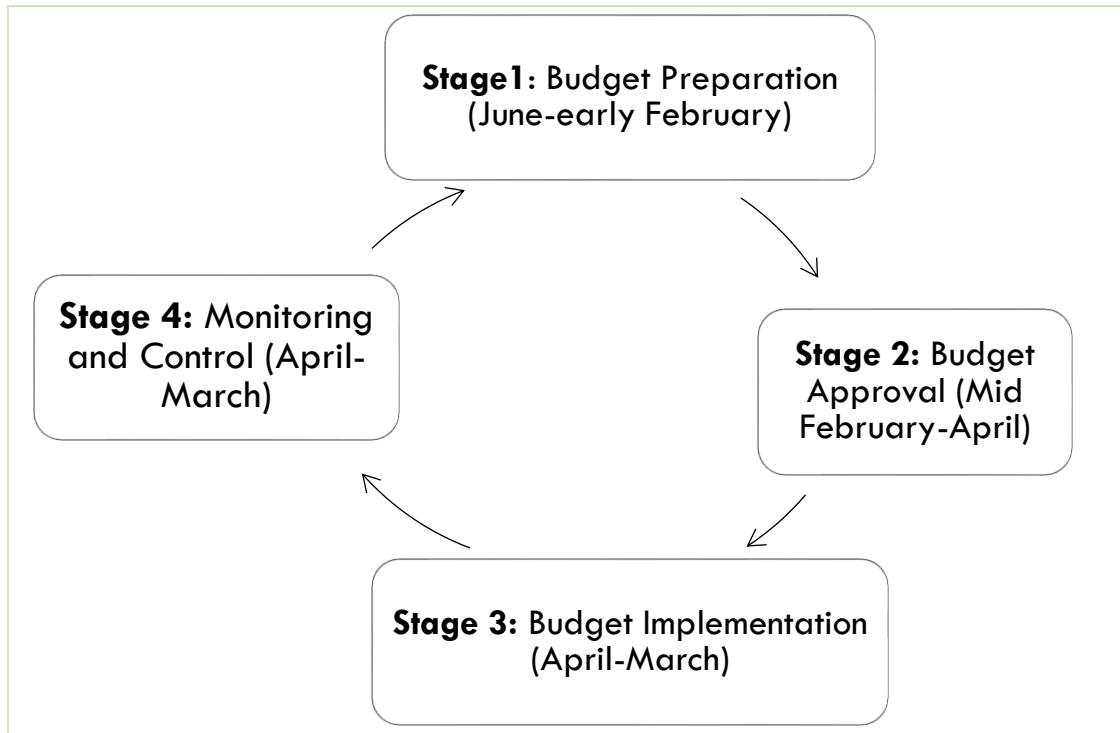 Stage1: Budget Preparation
(June-early February)
Stage 2: Budget
Approval (Mid
February-April)
Stage 3: Budget Implementation
(April-March)
Stage 4: Monitoring
and Control (April-
March)